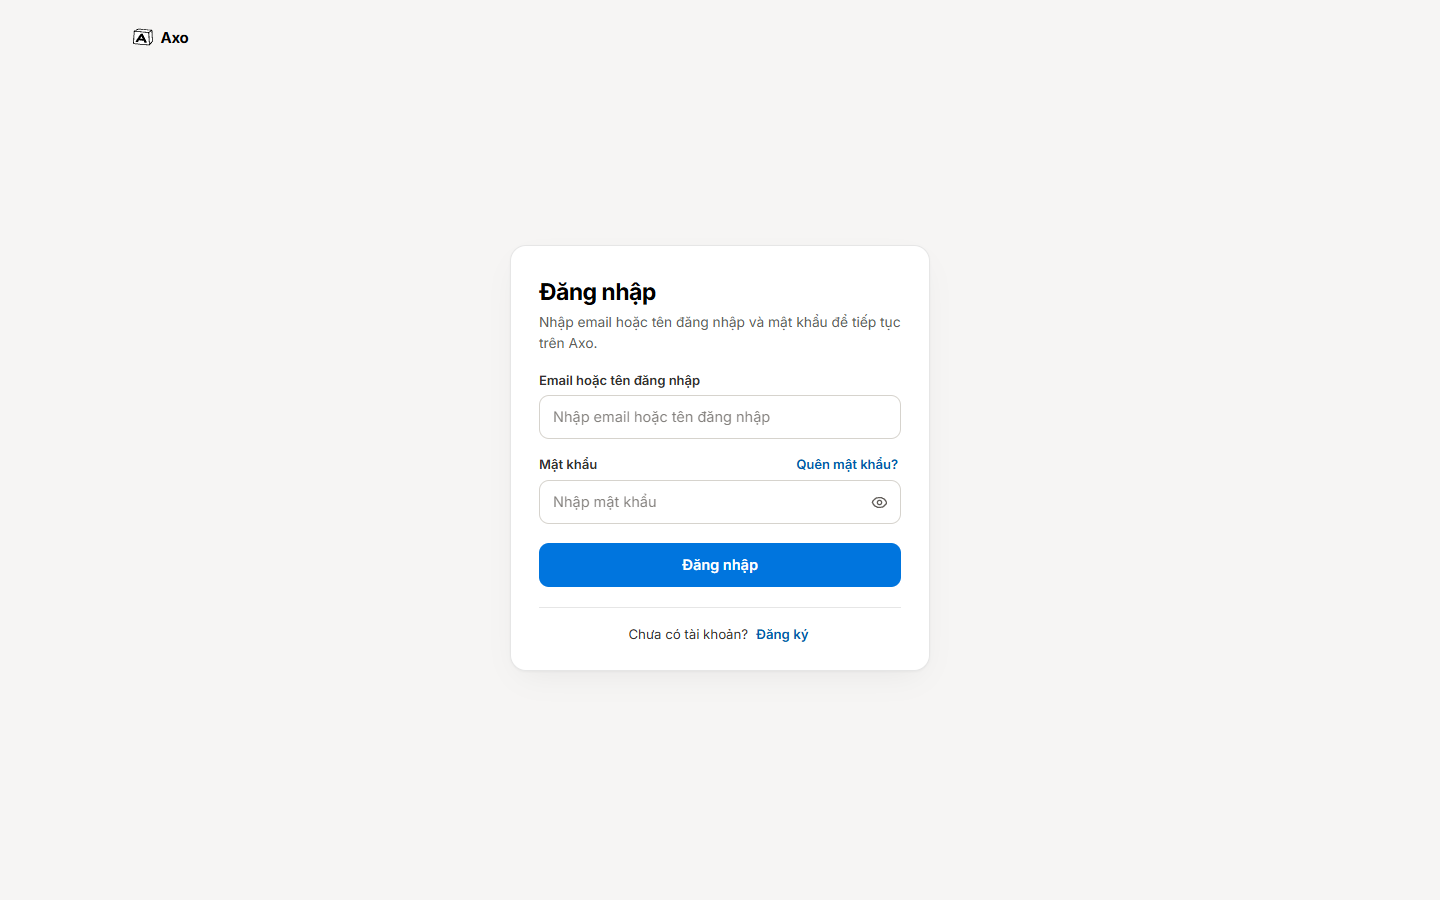 A Axo
Đăng nhập
Nhập email hoặc tên đăng nhập và mật khẩu để tiếp tục
trên Axo.
Email hoặc tên đăng nhập
Nhập email hoặc tên đăng nhập
Mật khẩu Quên mật khẩu?
Nhập mật khẩu
Đăng nhập
Chưa có tài khoản? Đăng ký